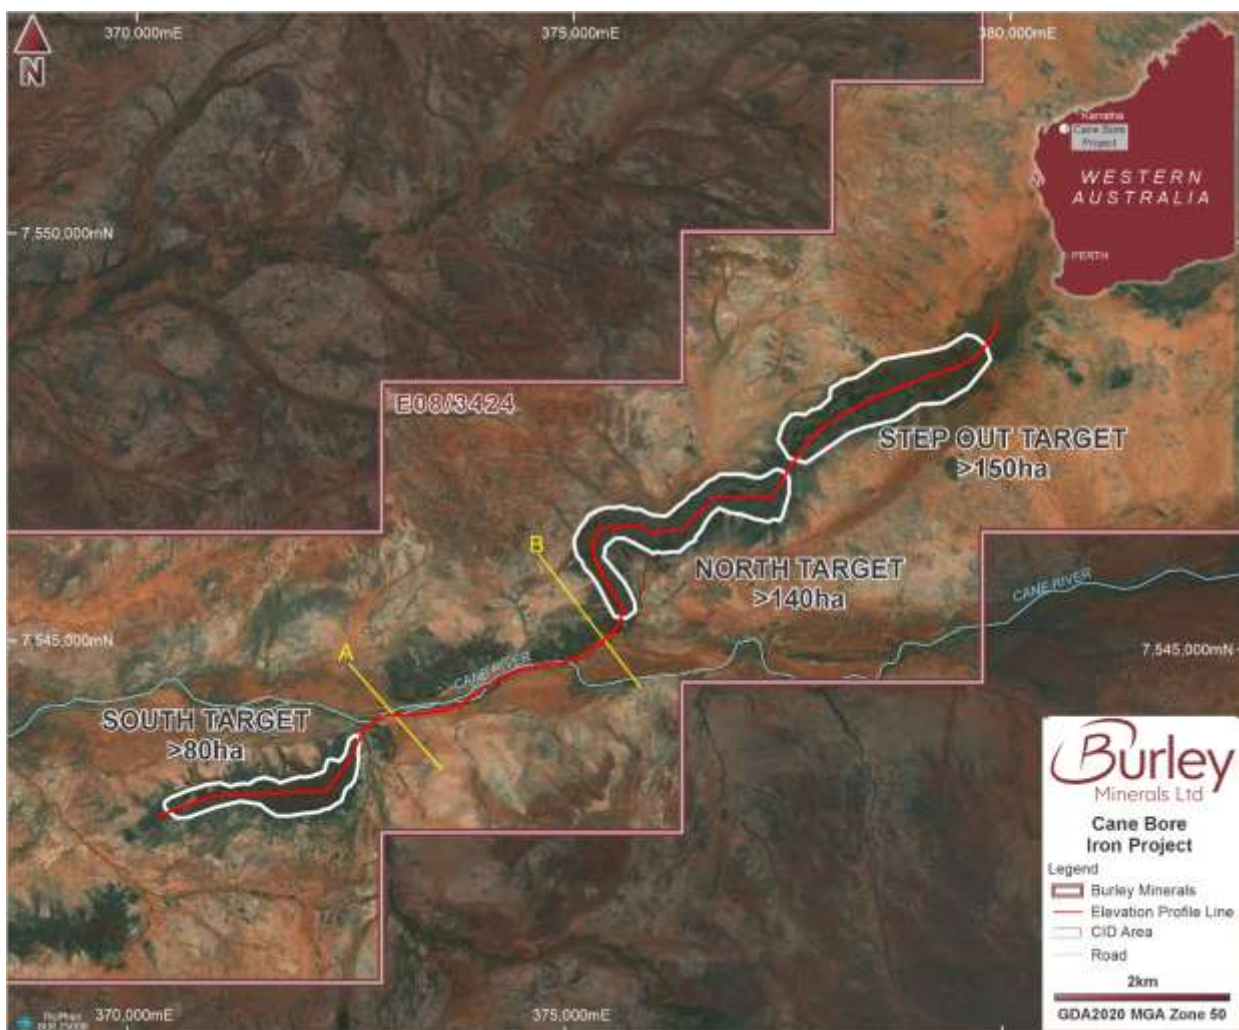 370,000mE
375,000mE
380,000mE
N
Karratha
Cane Bore
Project
WESTERN
AUSTRALIA
PERTH
7,550,000mN
E08/3424
STEP OUT TARGET
>150ha
B
NORTH TARGET
>140ha
CANE RIVER
7,545,000mN
7,545,000mN
A
CANE RIVER
SOUTH TARGET
>80ha
Burley
Minerals Ltd
Cane Bore
Iron Project
Legend
Burley Minerals
Elevation Profile Line
CID Area
Road
2km
GDA2020 MGA Zone 50
370,000mE
375,000mE